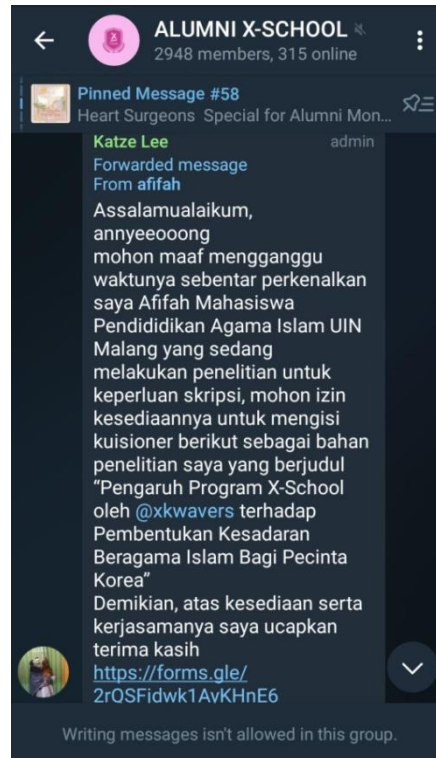 ALUMNI X-SCHOOL
2948 members, 315 online
Pinned Message #58
Heart Surgeons Special for Alumni Mon...
Katze Lee admin
Forwarded message
From afifah
Assalamualaikum,
annyeeooong
mohon maaf mengganggu
waktunya sebentar perkenalkan
saya Afifah Mahasiswa
Pendididikan Agama Islam UIN
Malang yang sedang
melakukan penelitian untuk
keperluan skripsi, mohon izin
kesediaannya untuk mengisi
kuisioner berikut sebagai bahan
penelitian saya yang berjudul
“Pengaruh Program X-School
oleh @xkwavers terhadap
Pembentukan Kesadaran
Beragama Islam Bagi Pecinta
Korea”
Demikian, atas kesediaan serta
kerjasamanya saya ucapkan
terima kasih
https://forms.gle/
2rQSFjdwk1AvKHnE6
Writing messages isn't allowed in this group.